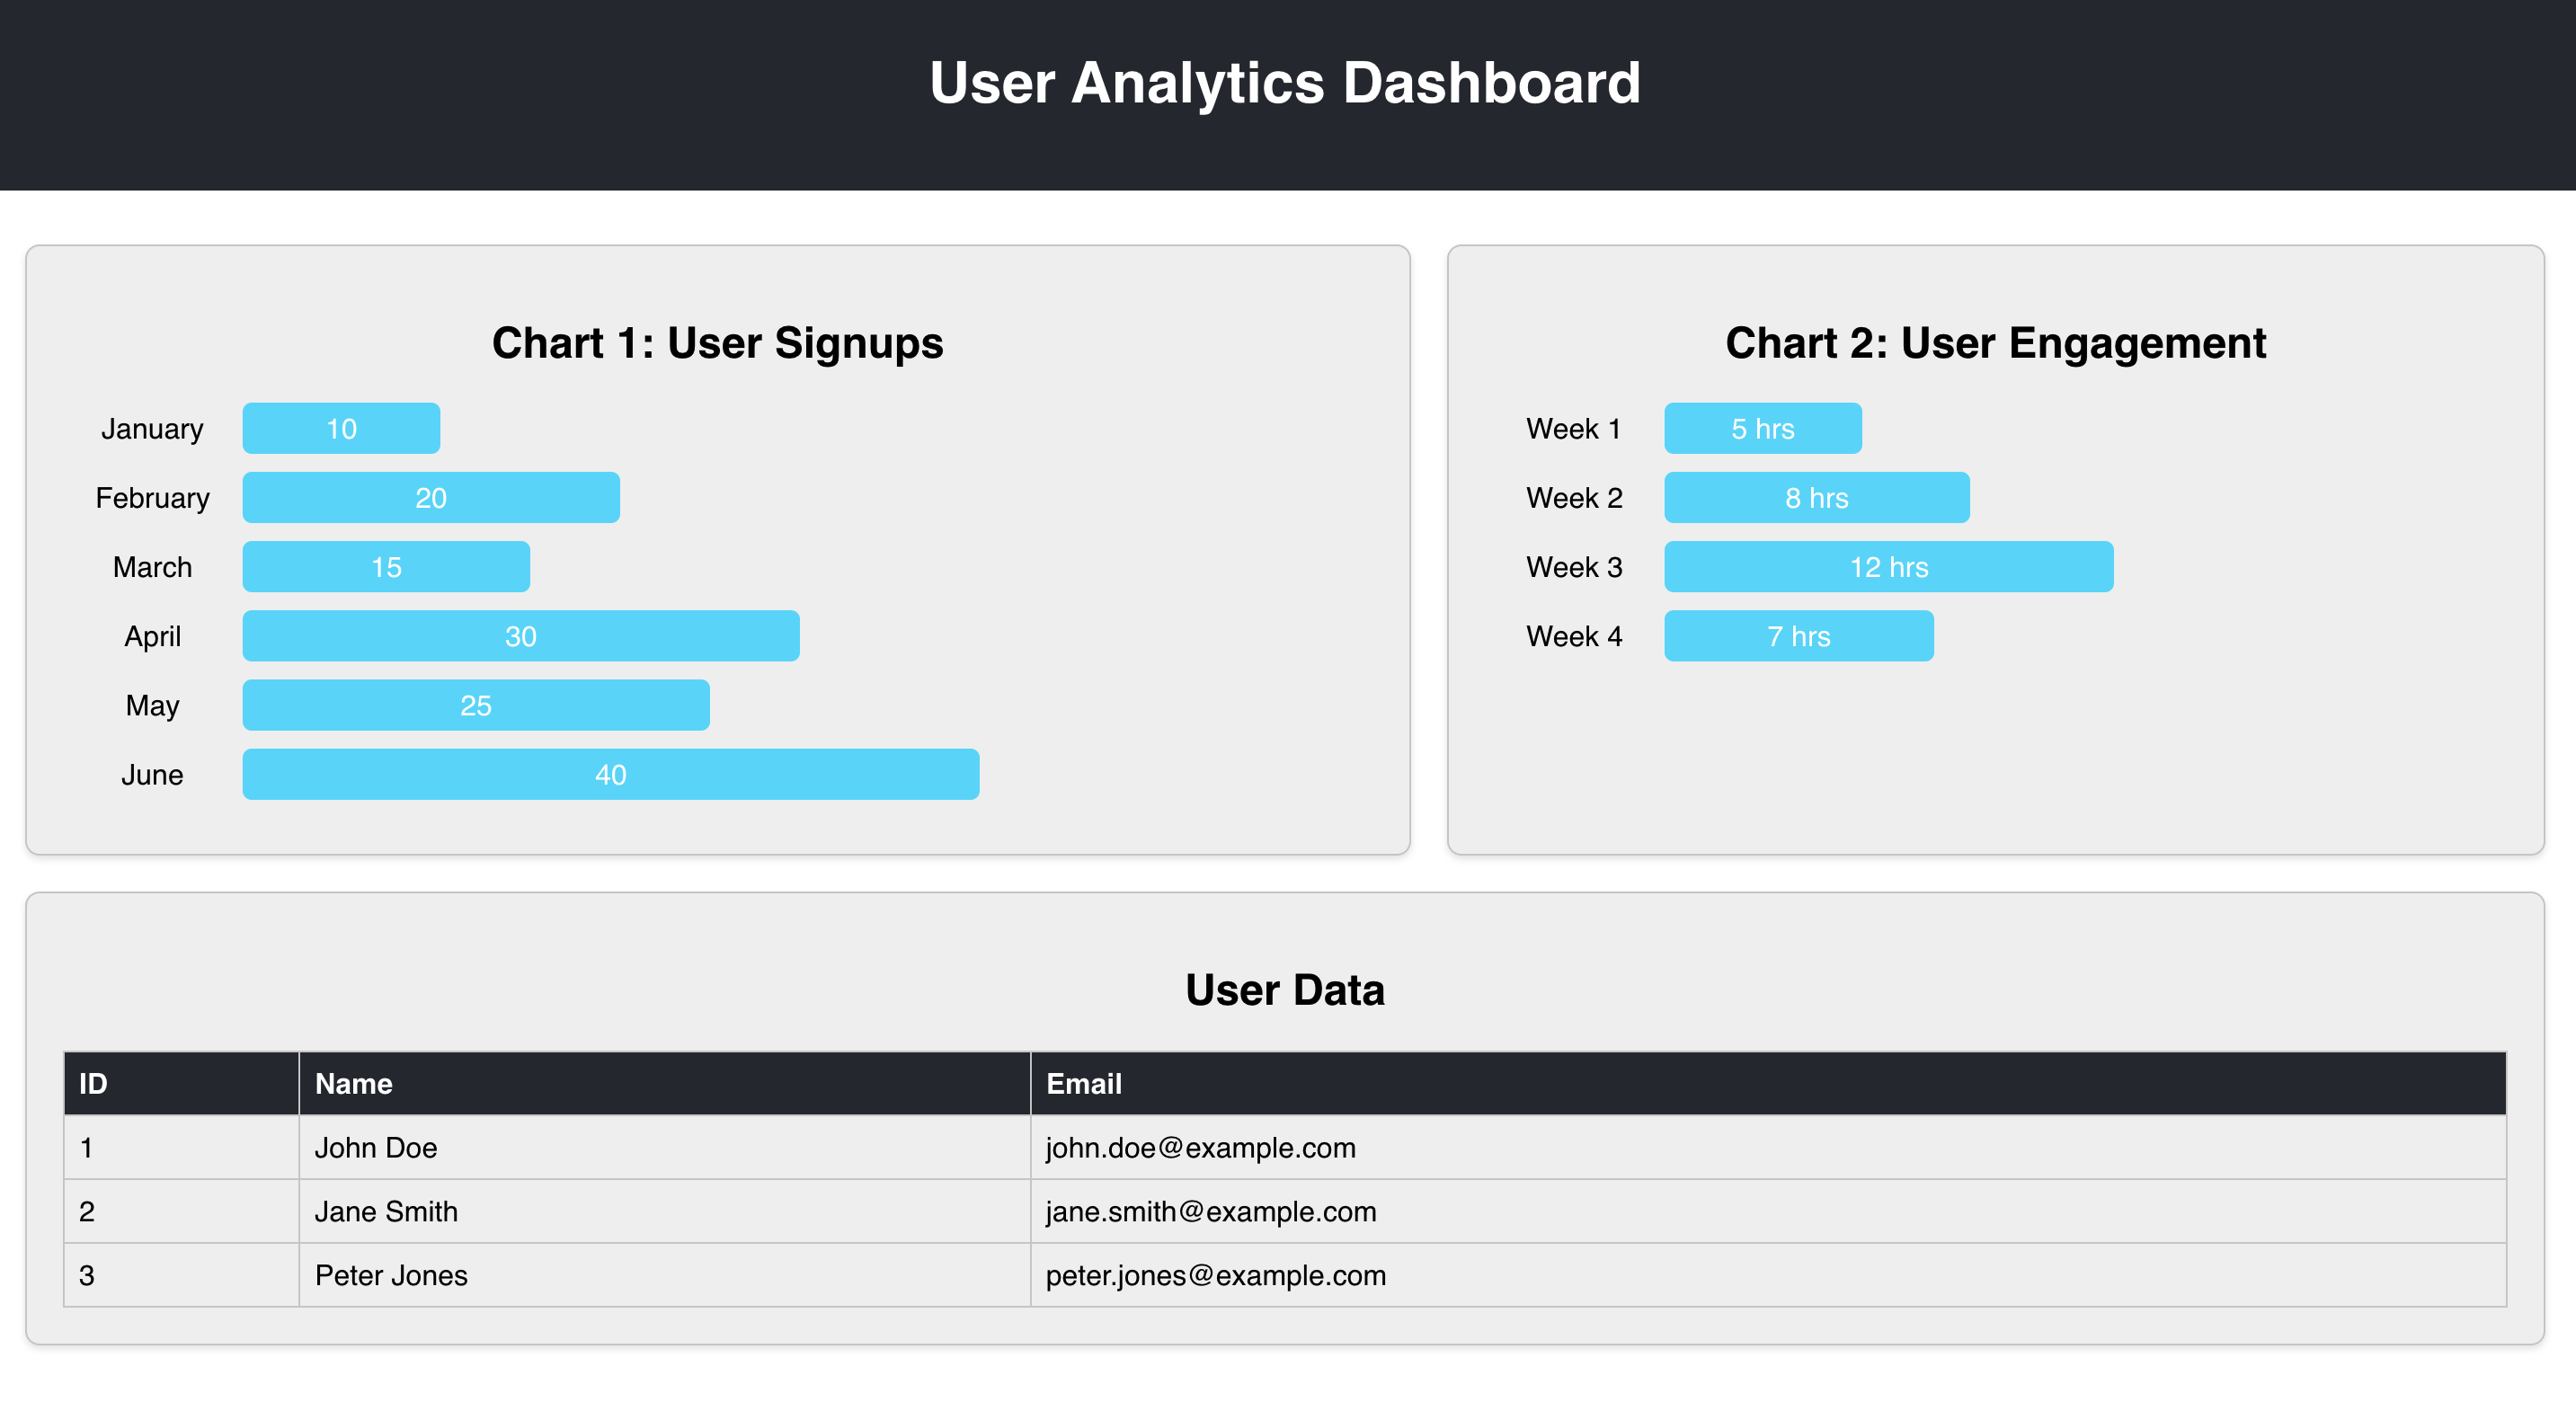 User Analytics Dashboard
Chart 1: User Signups
January 10
February 20
March 15
April 30
May 25
June 40
Chart 2: User Engagement
Week 1 5 hrs
Week 2 8 hrs
Week 3 12 hrs
Week 4 7 hrs
User Data
ID Name Email
1 John Doe john.doe@example.com
2 Jane Smith jane.smith@example.com
3 Peter Jones peter.jones@example.com